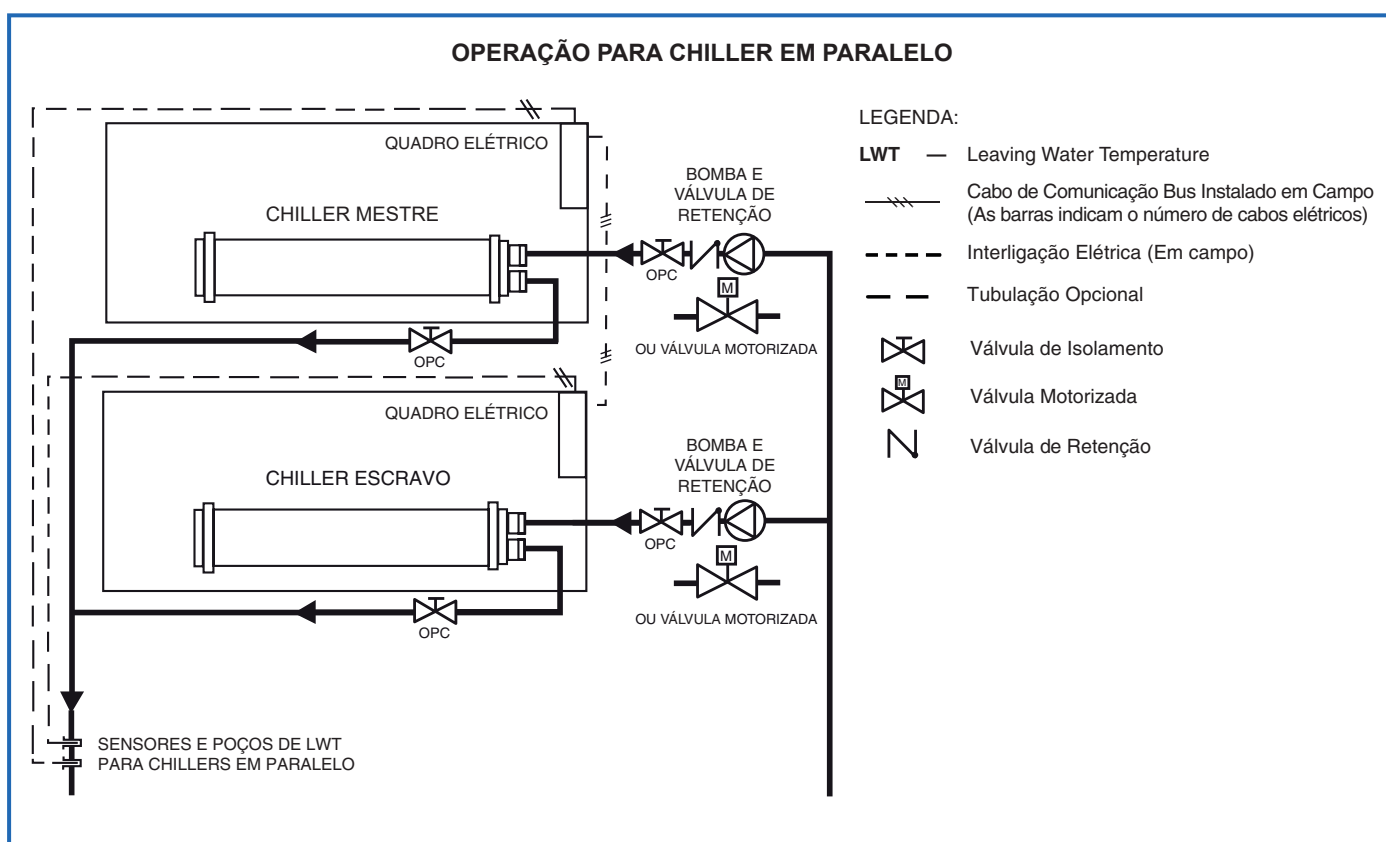 OPERAÇÃO PARA CHILLER EM PARALELO
QUADRO ELÉTRICO
CHILLER MESTRE
BOMBA E
VÁLVULA DE
RETENÇÃO
OPC
M
OU VÁLVULA MOTORIZADA
OPC
QUADRO ELÉTRICO
CHILLER ESCRAVO
BOMBA E
VÁLVULA DE
RETENÇÃO
OPC
M
OU VÁLVULA MOTORIZADA
OPC
SENSORES E POÇOS DE LWT
PARA CHILLERS EM PARALELO
LEGENDA:
LWT — Leaving Water Temperature
Cabo de Comunicação Bus Instalado em Campo
(As barras indicam o número de cabos elétricos)
Interligação Elétrica (Em campo)
Tubulação Opcional
Válvula de Isolamento
M
Válvula Motorizada
Válvula de Retenção